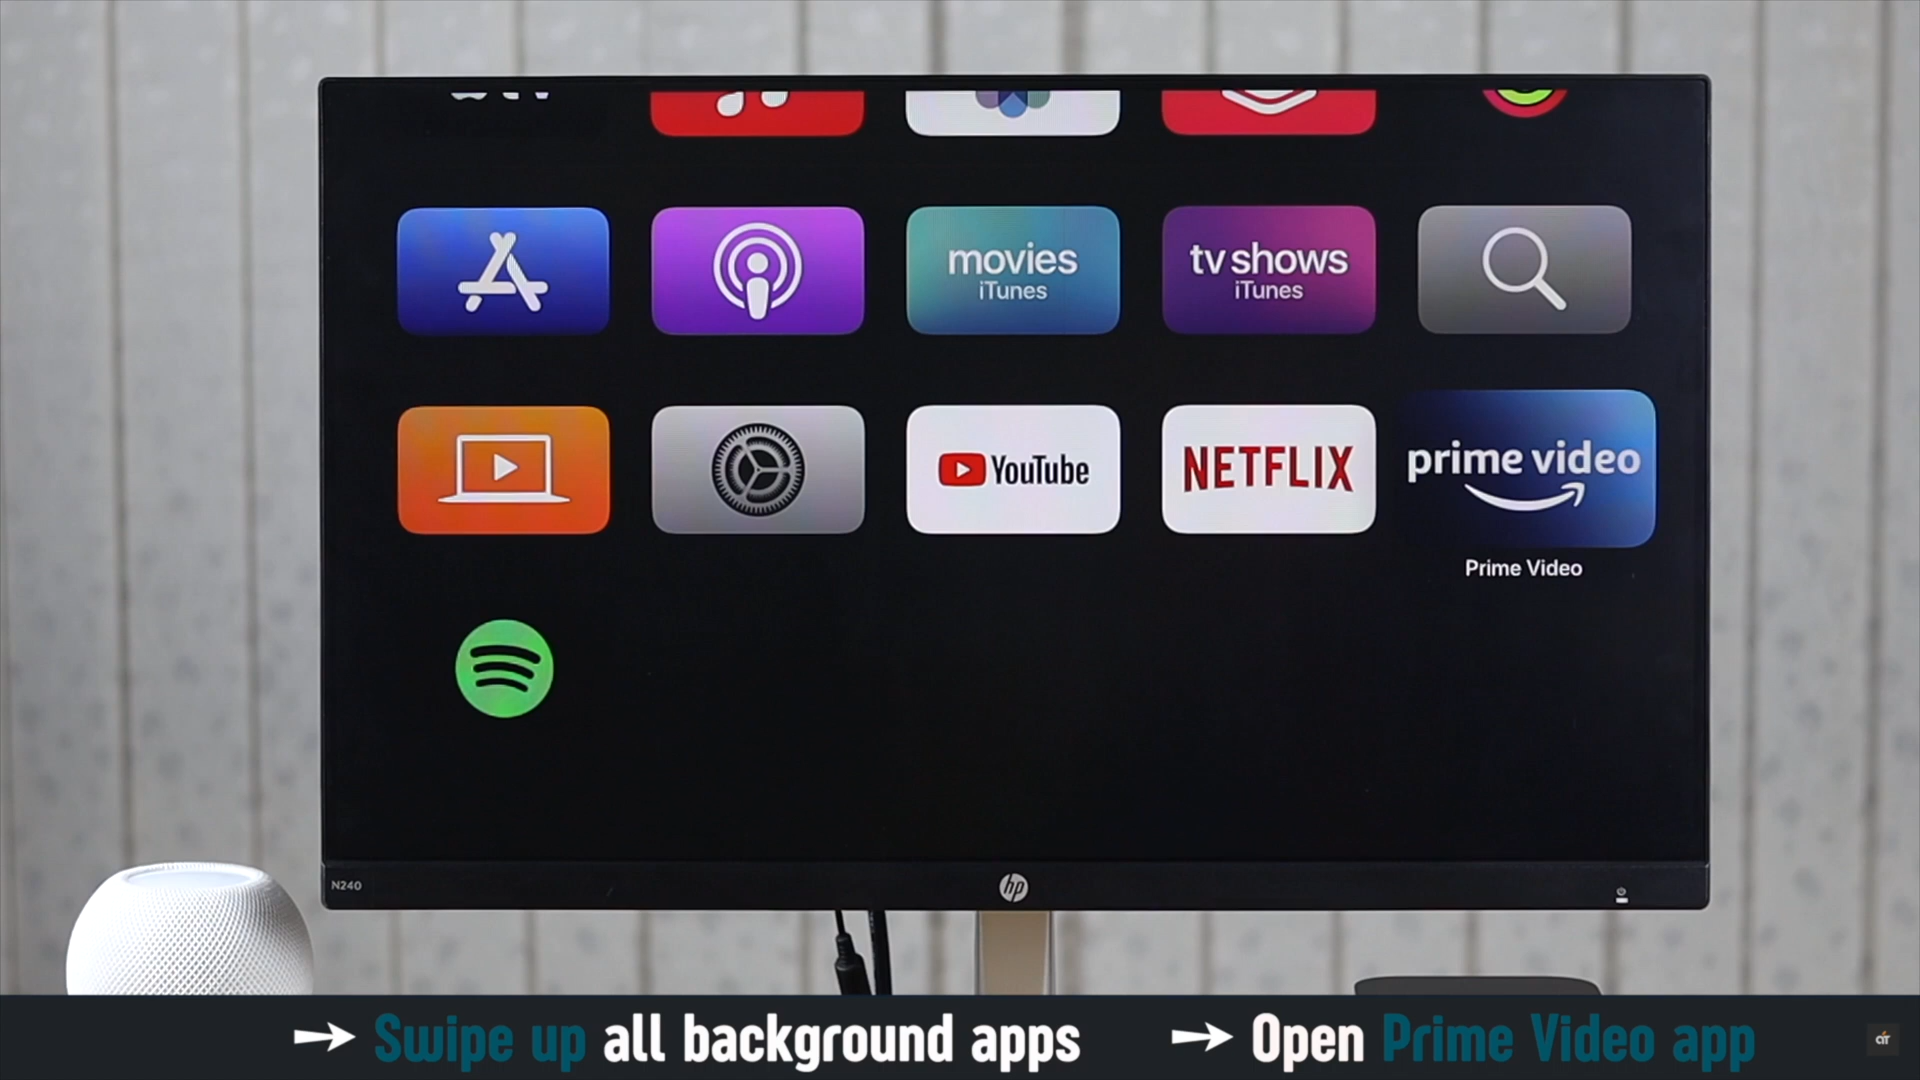 movies
iTunes
tv shows
iTunes
YouTube
NETFLIX
prime video
Prime Video
N240
hp
→ Swipe up all background apps
→ Open Prime Video app